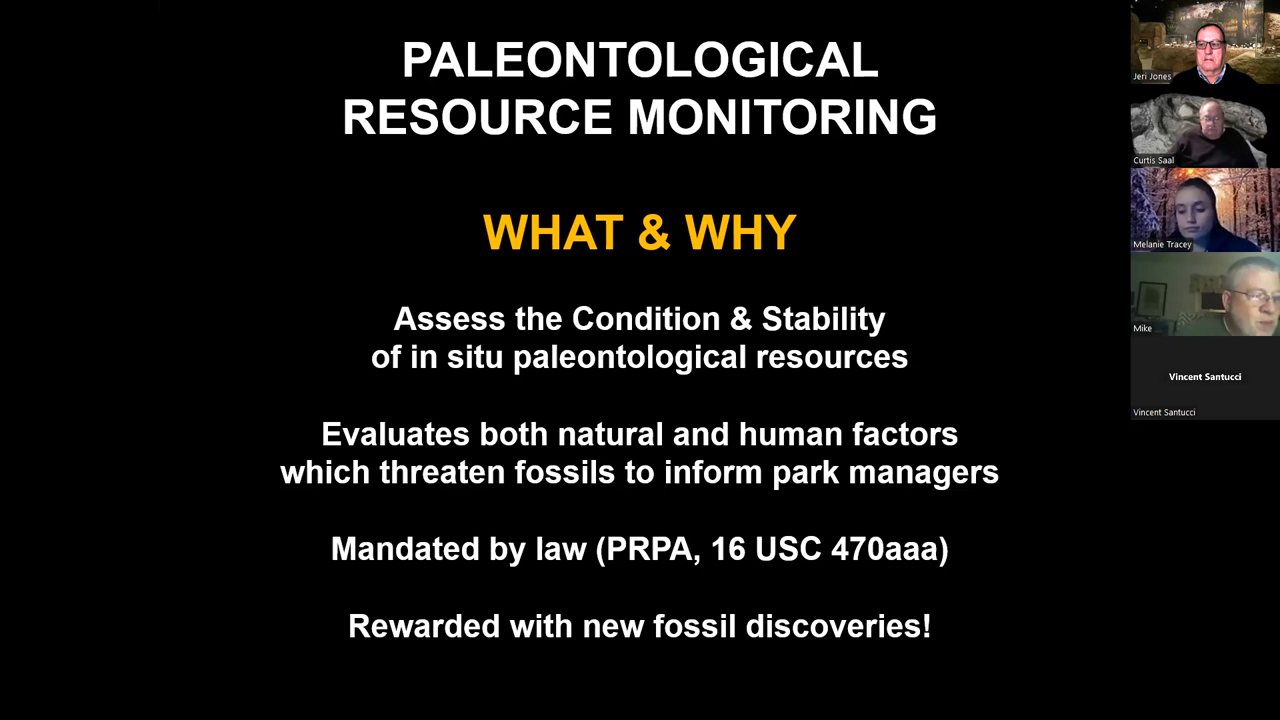 PALEONTOLOGICAL
RESOURCE MONITORING
WHAT & WHY
Assess the Condition & Stability
of in situ paleontological resources
Evaluates both natural and human factors
which threaten fossils to inform park managers
Mandated by law (PRPA, 16 USC 470aaa)
Rewarded with new fossil discoveries!
Jeri Jones
Curtis Saal
Melanie Tracey
Mike
Vincent Santucci
Vincent Santucci